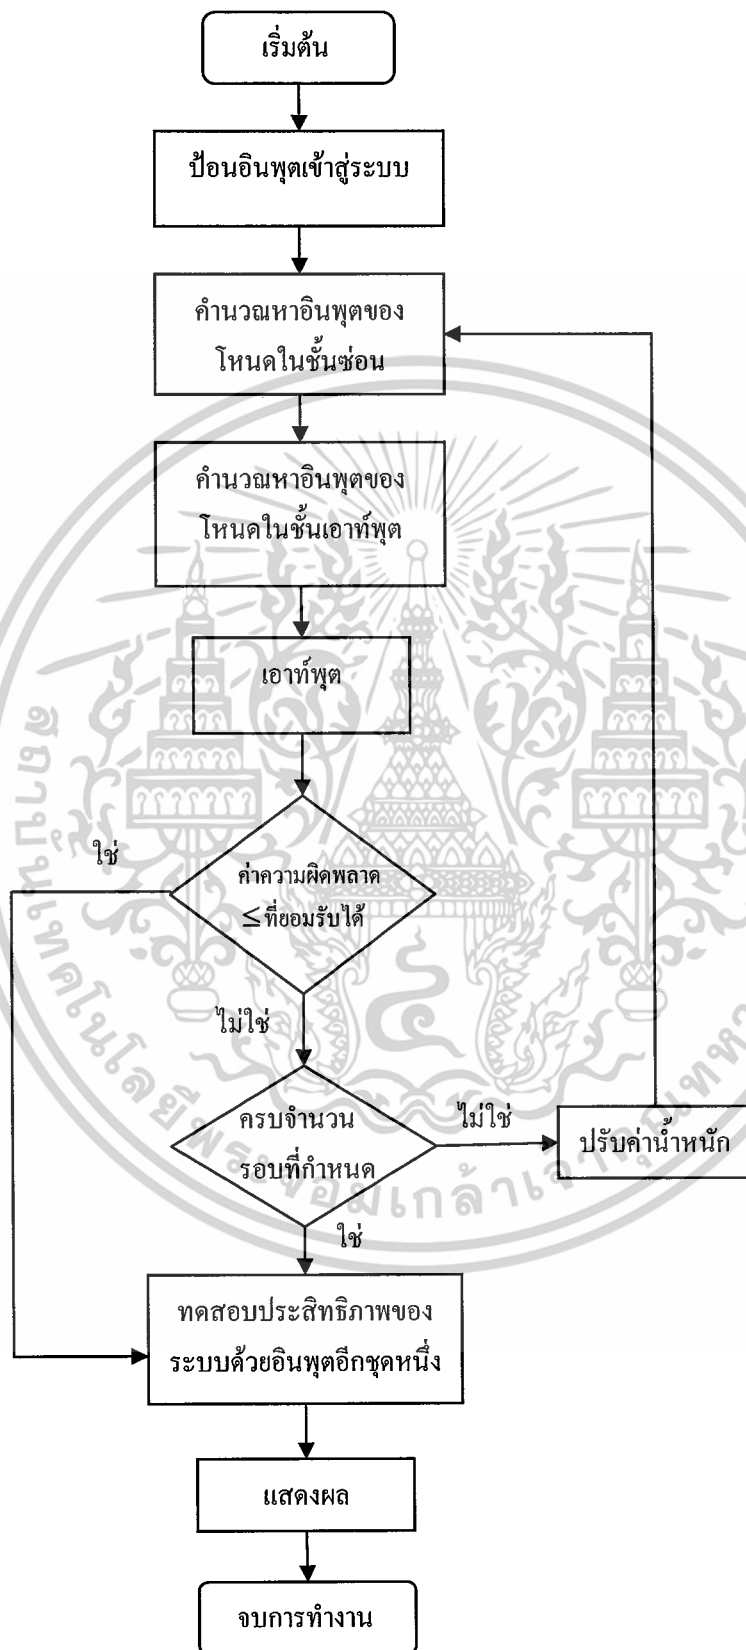 เริ่มต้น
ป้อนอินพุตเข้าสู่ระบบ
คำนวณหาอินพุตของ
โหนดในชั้นซ่อน
คำนวณหาอินพุตของ
โหนดในชั้นเอาท์พุต
เอาท์พุต
ใช่
ค่าความผิดพลาด
≤ ที่ยอมรับได้
ไม่ใช่
ครบจำนวน
รอบที่กำหนด
ไม่ใช่
ปรับค่าน้ำหนัก
ใช่
ทดสอบประสิทธิภาพของ
ระบบด้วยอินพุตอีกชุดหนึ่ง
แสดงผล
จบการทำงาน